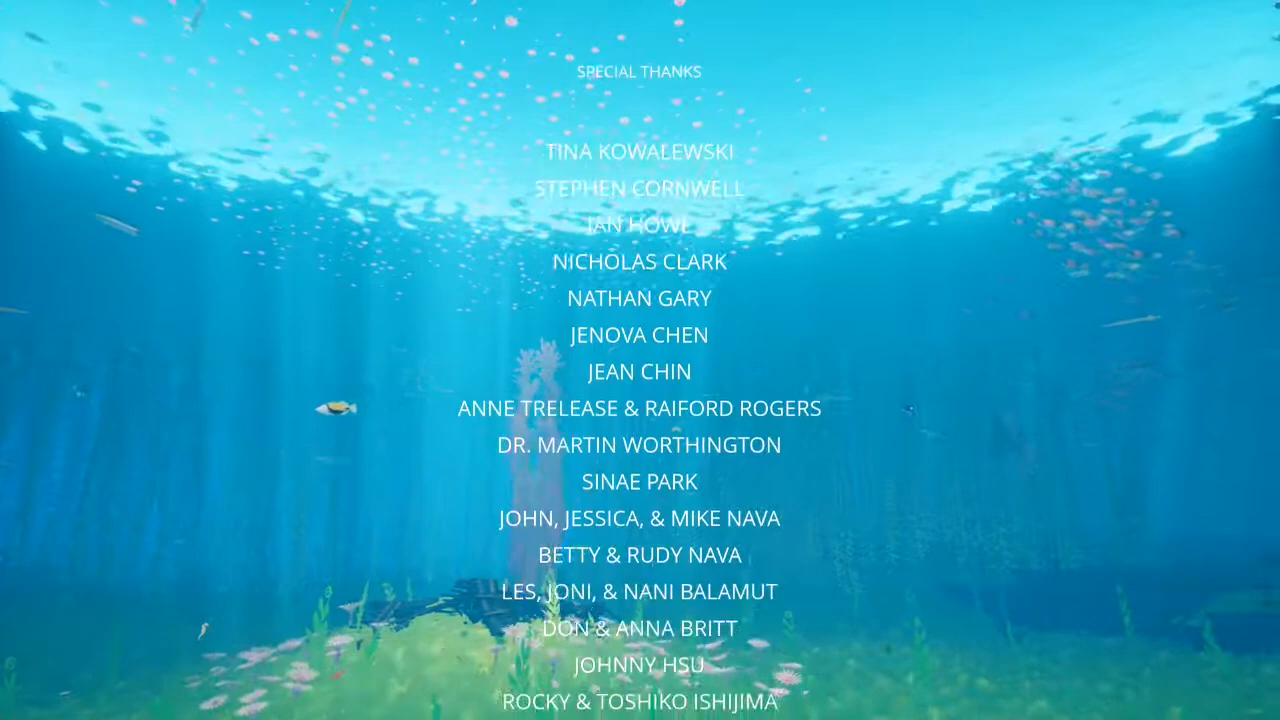 SPECIAL THANKS
TINA KOWALEWSKI
STEPHEN CORNWELL
IAN HOWE
NICHOLAS CLARK
NATHAN GARY
JENOVA CHEN
JEAN CHIN
ANNE TRELEASE & RAIFORD ROGERS
DR. MARTIN WORTHINGTON
SINAE PARK
JOHN, JESSICA, & MIKE NAVA
BETTY & RUDY NAVA
LES, JONI, & NANI BALAMUT
DON & ANNA BRITT
JOHNNY HSU
ROCKY & TOSHIKO ISHIJIMA